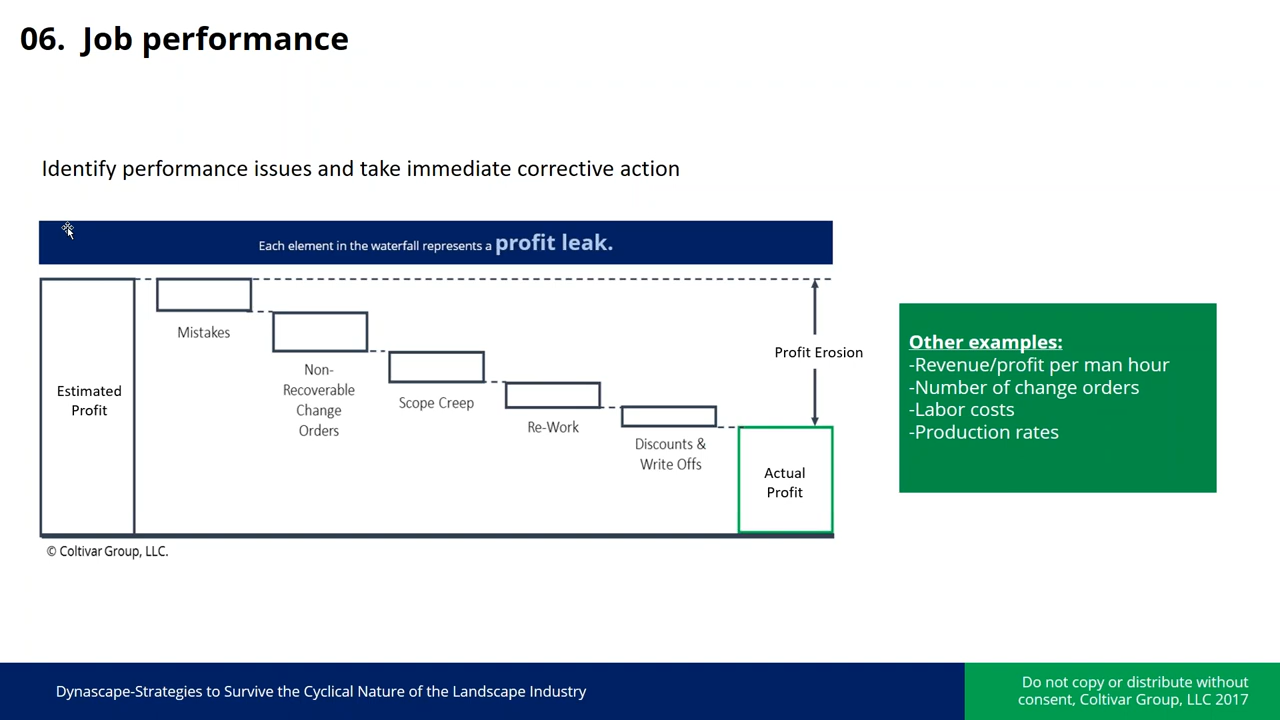 06. Job performance
Identify performance issues and take immediate corrective action
Each element in the waterfall represents a profit leak.
Estimated
Profit
Mistakes
Non-
Recoverable
Change
Orders
Scope Creep
Re-Work
Discounts &
Write Offs
Actual
Profit
Profit Erosion
Other examples:
-Revenue/profit per man hour
-Number of change orders
-Labor costs
-Production rates
© Coltivar Group, LLC.
Dynascape-Strategies to Survive the Cyclical Nature of the Landscape Industry
Do not copy or distribute without
consent, Coltivar Group, LLC 2017